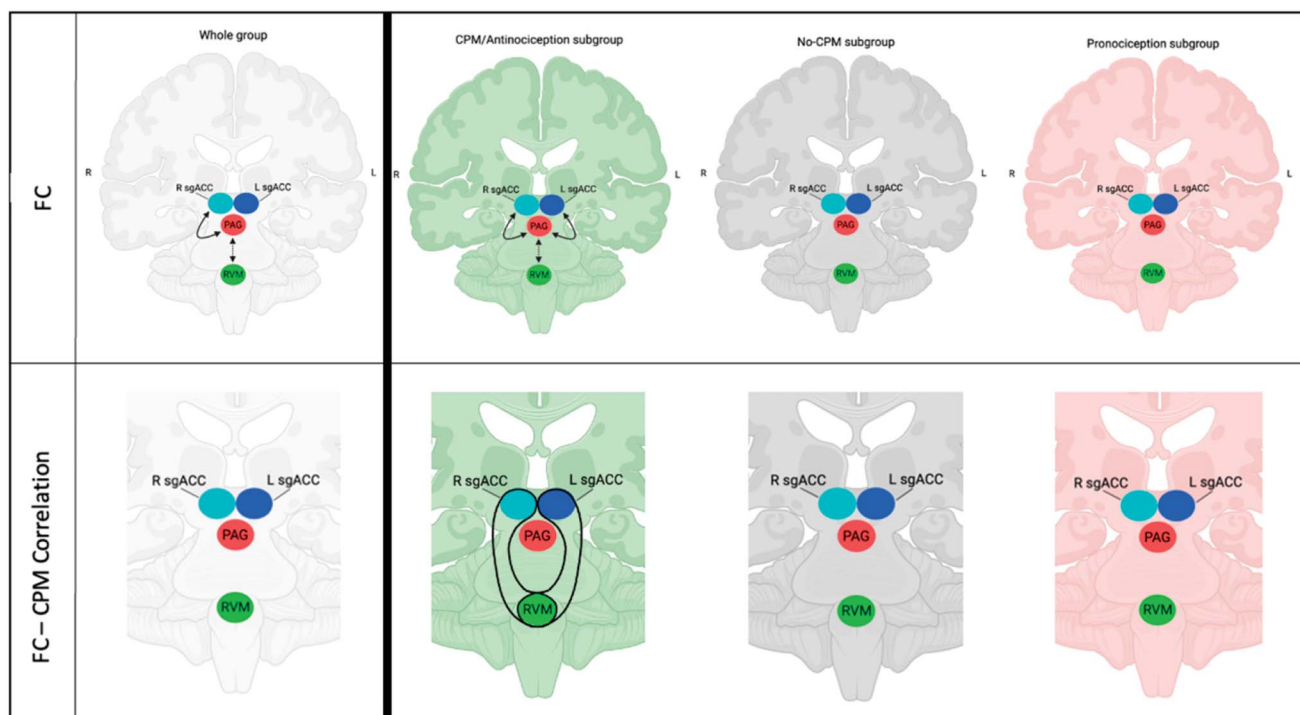 FC
Whole group
R
R sgACC
L sgACC
PAG
RVM
CPM/Antinociception subgroup
L
R
R sgACC
L sgACC
PAG
RVM
L
No-CPM subgroup
R
R sgACC
L sgACC
PAG
RVM
L
Pronociception subgroup
R
R sgACC
L sgACC
PAG
RVM
L
FC – CPM Correlation
R sgACC
L sgACC
PAG
RVM
R sgACC
L sgACC
PAG
RVM
R sgACC
L sgACC
PAG
RVM
R sgACC
L sgACC
PAG
RVM